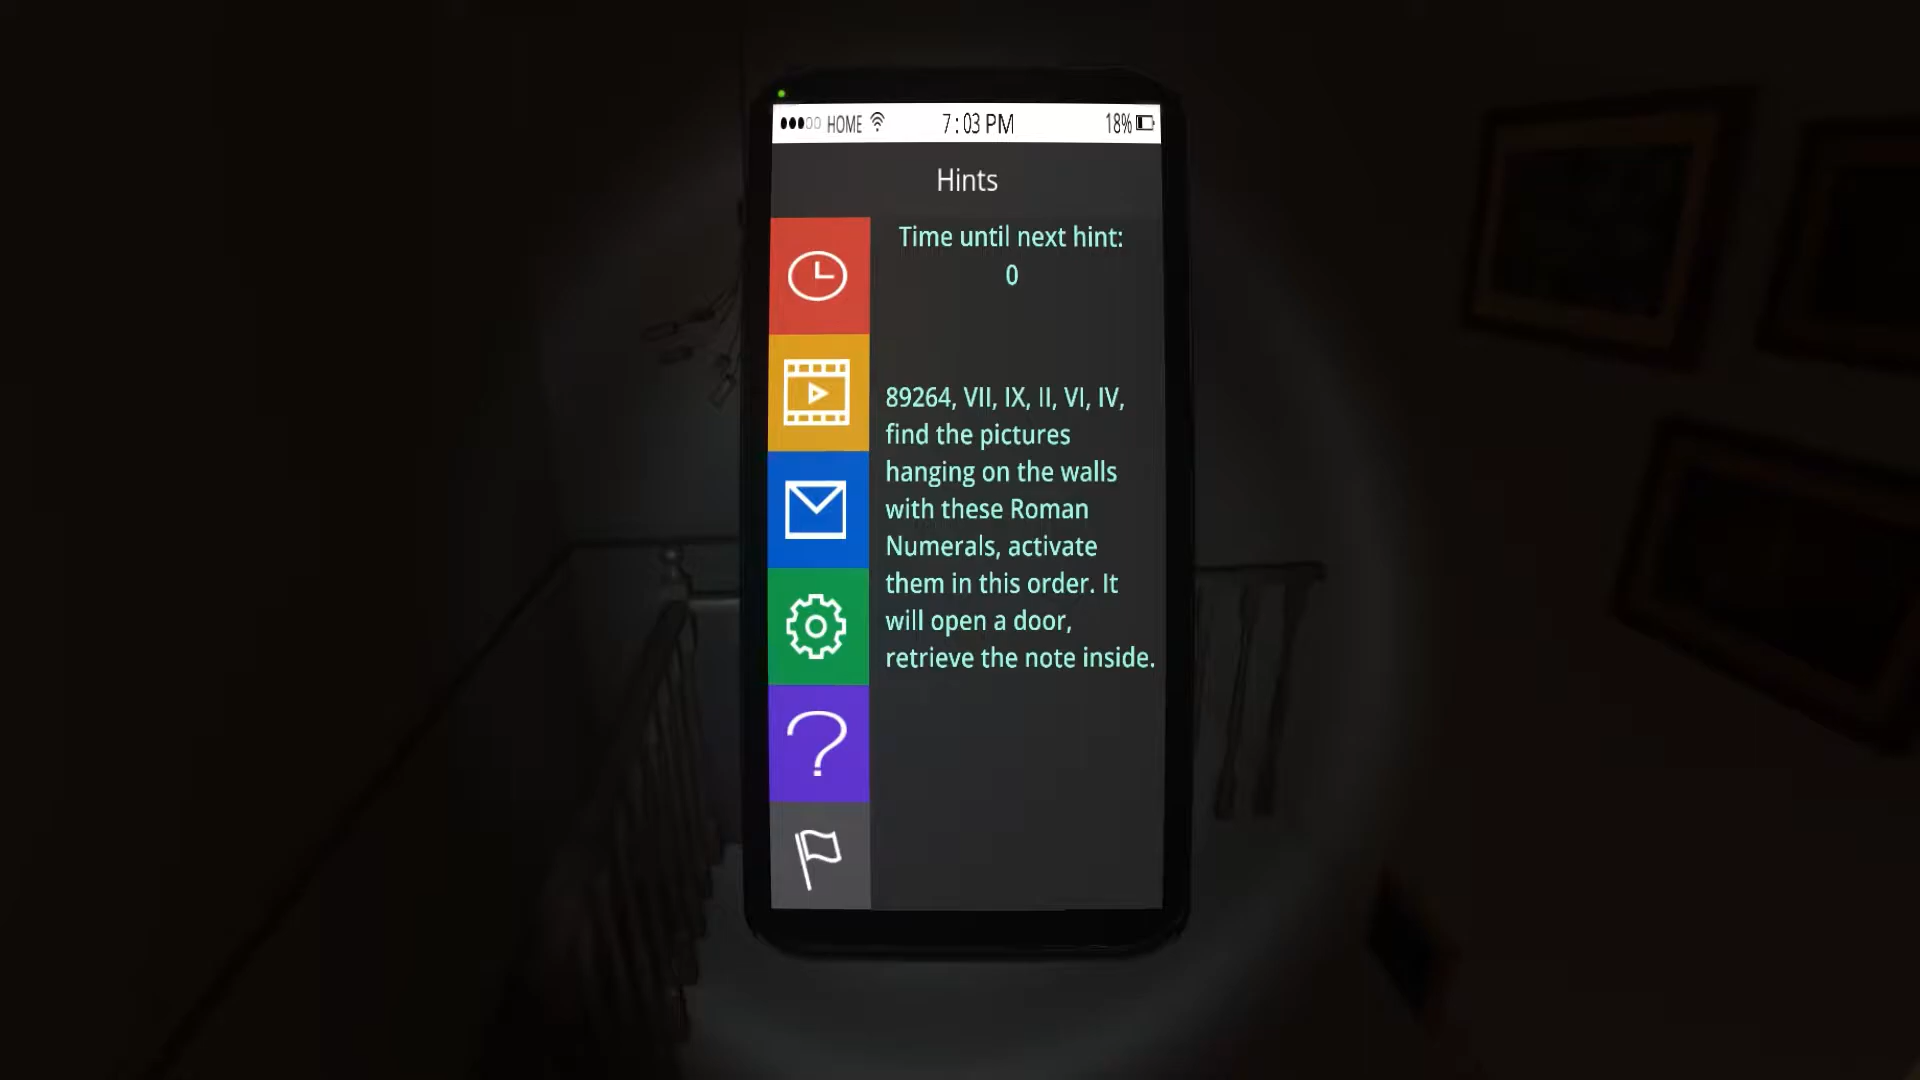 HOME 7:03 PM 18%
Hints
Time until next hint:
0
89264, VII, IX, II, VI, IV,
find the pictures
hanging on the walls
with these Roman
Numerals, activate
them in this order. It
will open a door,
retrieve the note inside.